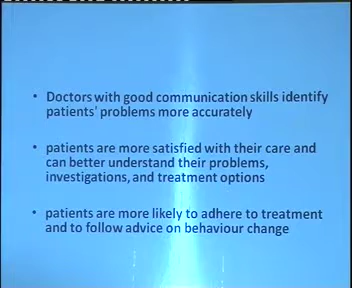 • Doctors with good communication skills identify
patients' problems more accurately
• patients are more satisfied with their care and
can better understand their problems,
investigations, and treatment options
• patients are more likely to adhere to treatment
and to follow advice on behaviour change